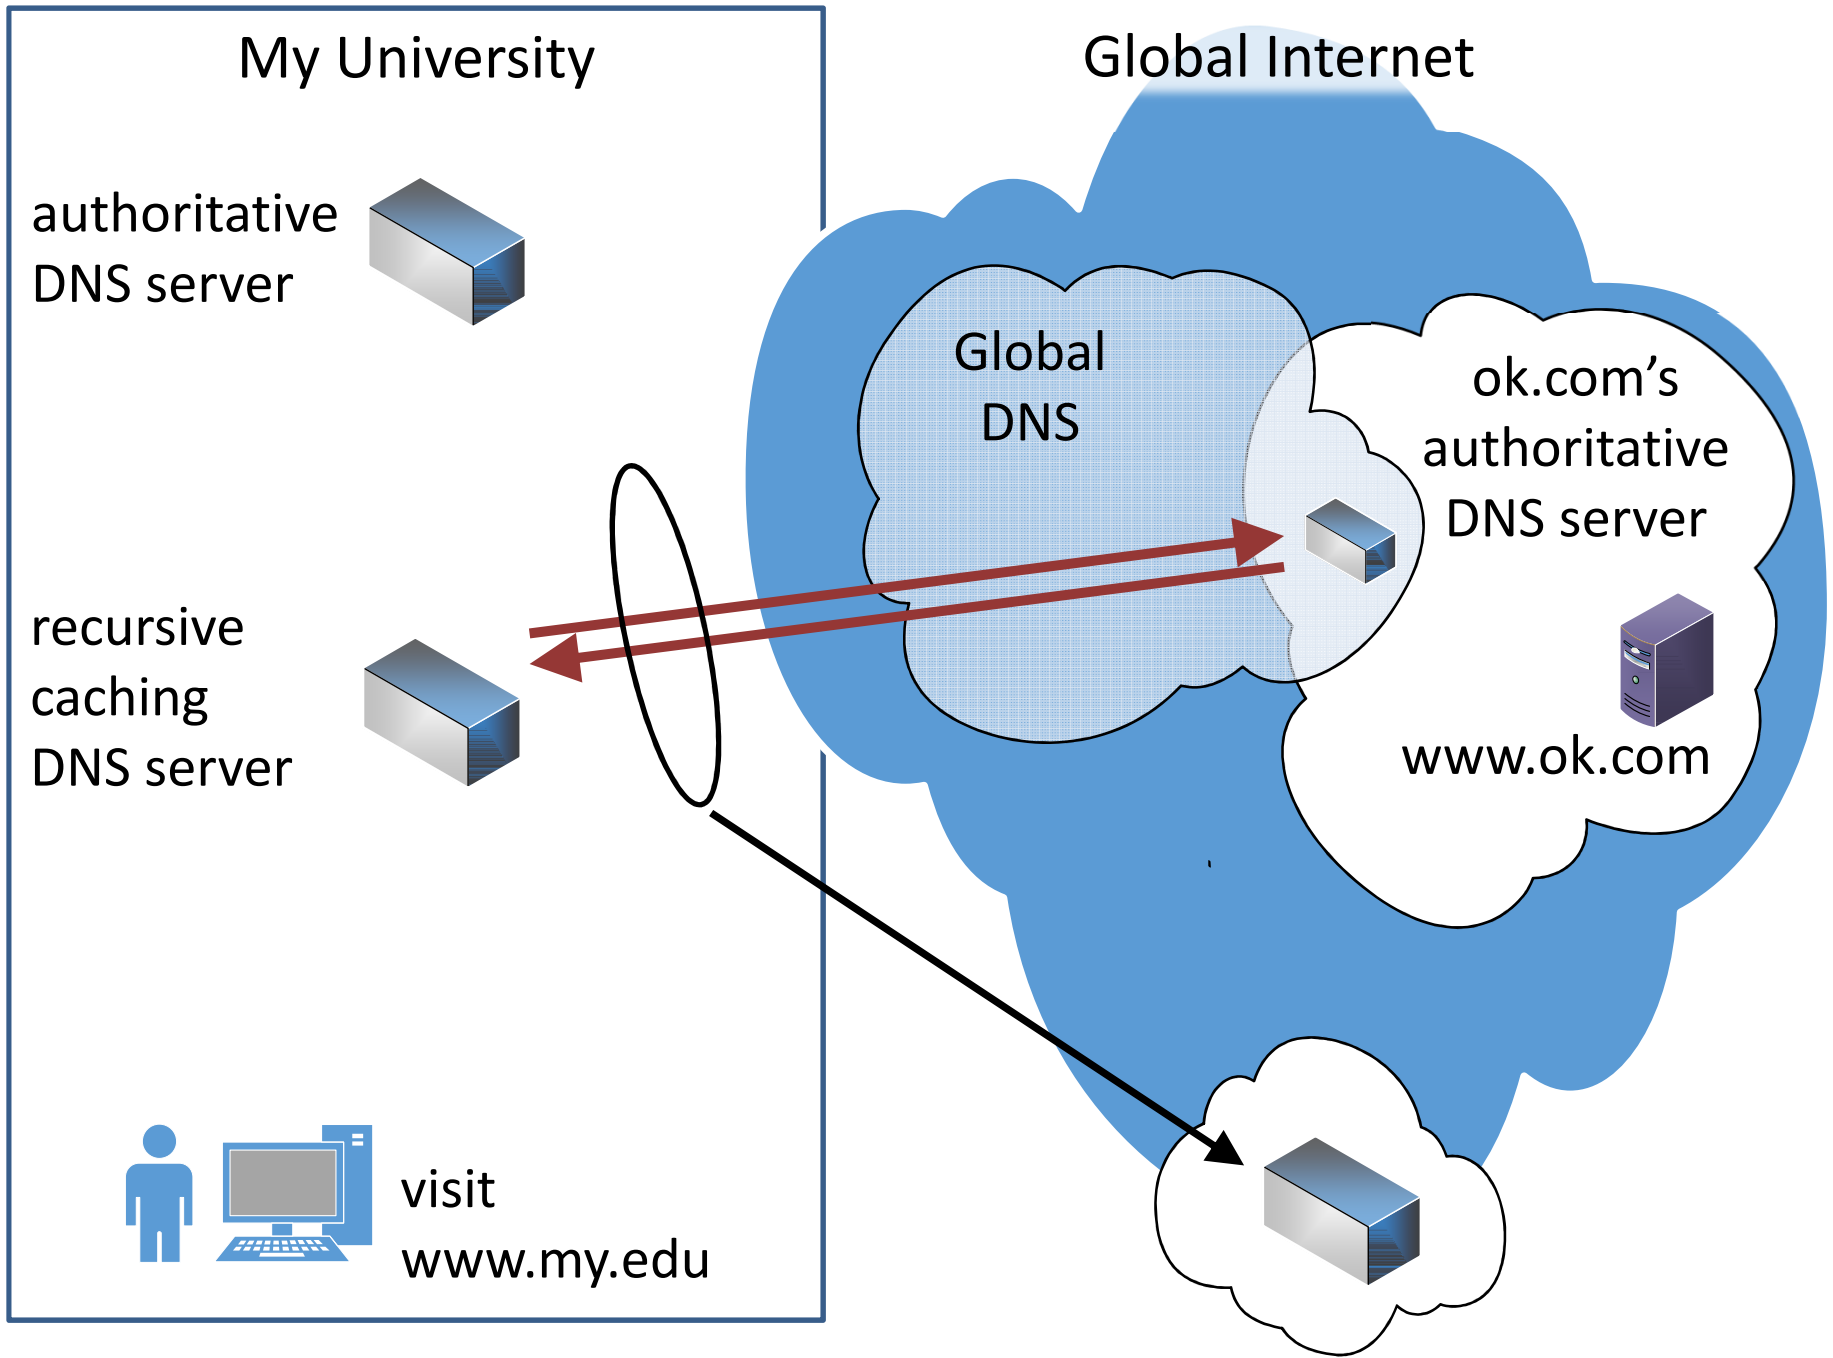 My University
Global Internet
authoritative
DNS server
Global
DNS
ok.com’s
authoritative
DNS server
recursive
caching
DNS server
www.ok.com
visit
www.my.edu